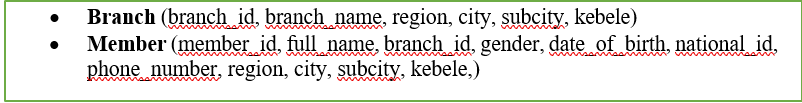 • Branch (branch_id, branch_name, region, city, subcity, kebele)
• Member (member_id, full_name, branch_id, gender, date_of_birth, national_id,
phone_number, region, city, subcity, kebele,)